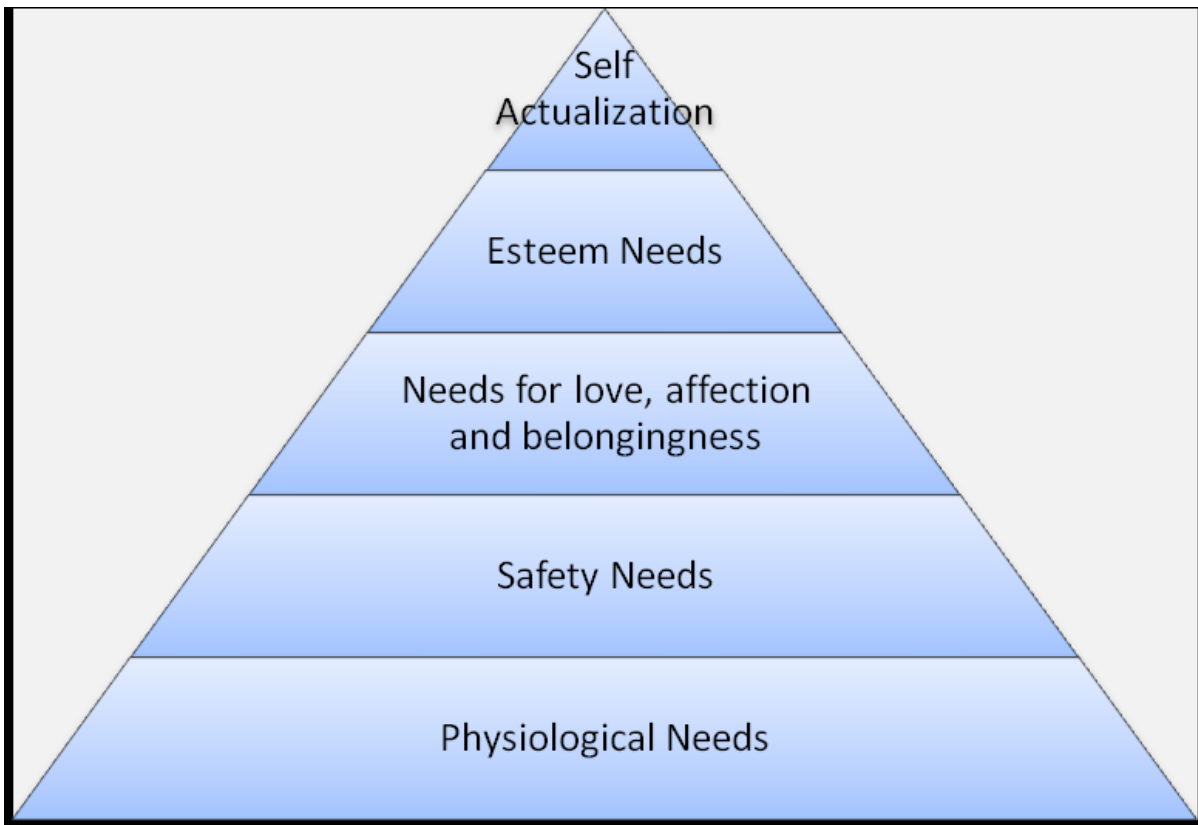 Self
Actualization
Esteem Needs
Needs for love, affection
and belongingness
Safety Needs
Physiological Needs